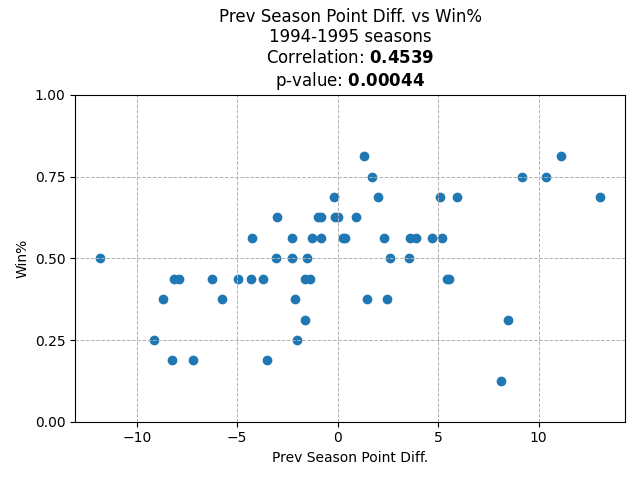 Prev Season Point Diff. vs Win%
1994-1995 seasons
Correlation: 0.4539
p-value: 0.00044
1.00
0.75
0.50
0.25
0.00
Win%
−10
−5
0
5
10
Prev Season Point Diff.